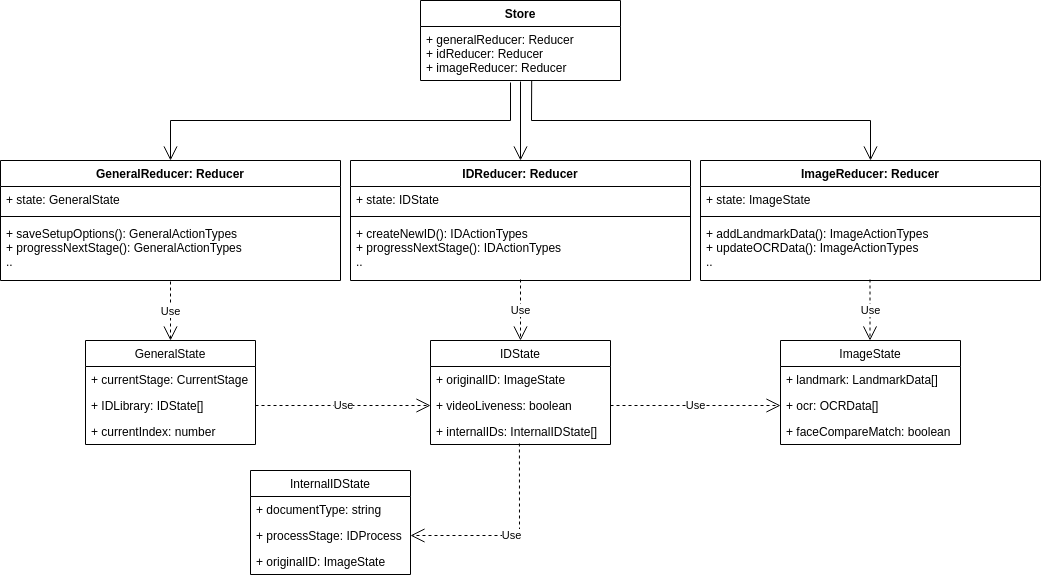 Store
+ generalReducer: Reducer
+ idReducer: Reducer
+ imageReducer: Reducer
GeneralReducer: Reducer
+ state: GeneralState
+ saveSetupOptions(): GeneralActionTypes
+ progressNextStage(): GeneralActionTypes
..
IDReducer: Reducer
+ state: IDState
+ createNewID(): IDActionTypes
+ progressNextStage(): IDActionTypes
..
ImageReducer: Reducer
+ state: ImageState
+ addLandmarkData(): ImageActionTypes
+ updateOCRData(): ImageActionTypes
..
Use
Use
Use
GeneralState
+ currentStage: CurrentStage
+ IDLibrary: IDState[]
+ currentIndex: number
Use
IDState
+ originalID: ImageState
+ videoLiveness: boolean
+ internalIDs: InternalIDState[]
Use
ImageState
+ landmark: LandmarkData[]
+ ocr: OCRData[]
+ faceCompareMatch: boolean
InternalIDState
+ documentType: string
+ processStage: IDProcess
+ originalID: ImageState
Use